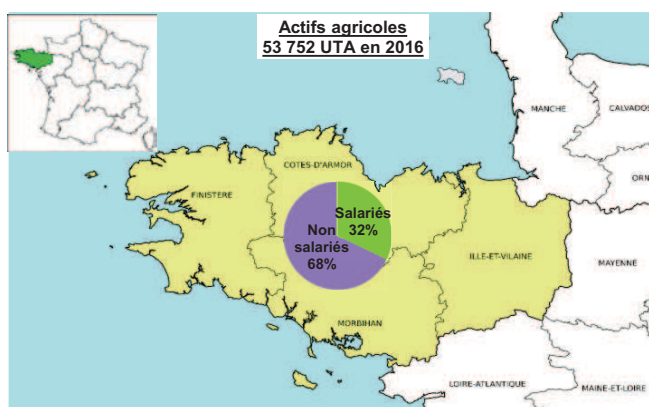 Actifs agricoles
53 752 UTA en 2016
MANCHE
CALVADOS
ORN
COTES-D'ARMOR
FINISTERE
Salariés
32%
Non
salariés
68%
ILLE-ET-VILAINE
MAYENNE
MORBIHAN
LOIRE-ATLANTIQUE
MAINE-ET-LOIRE